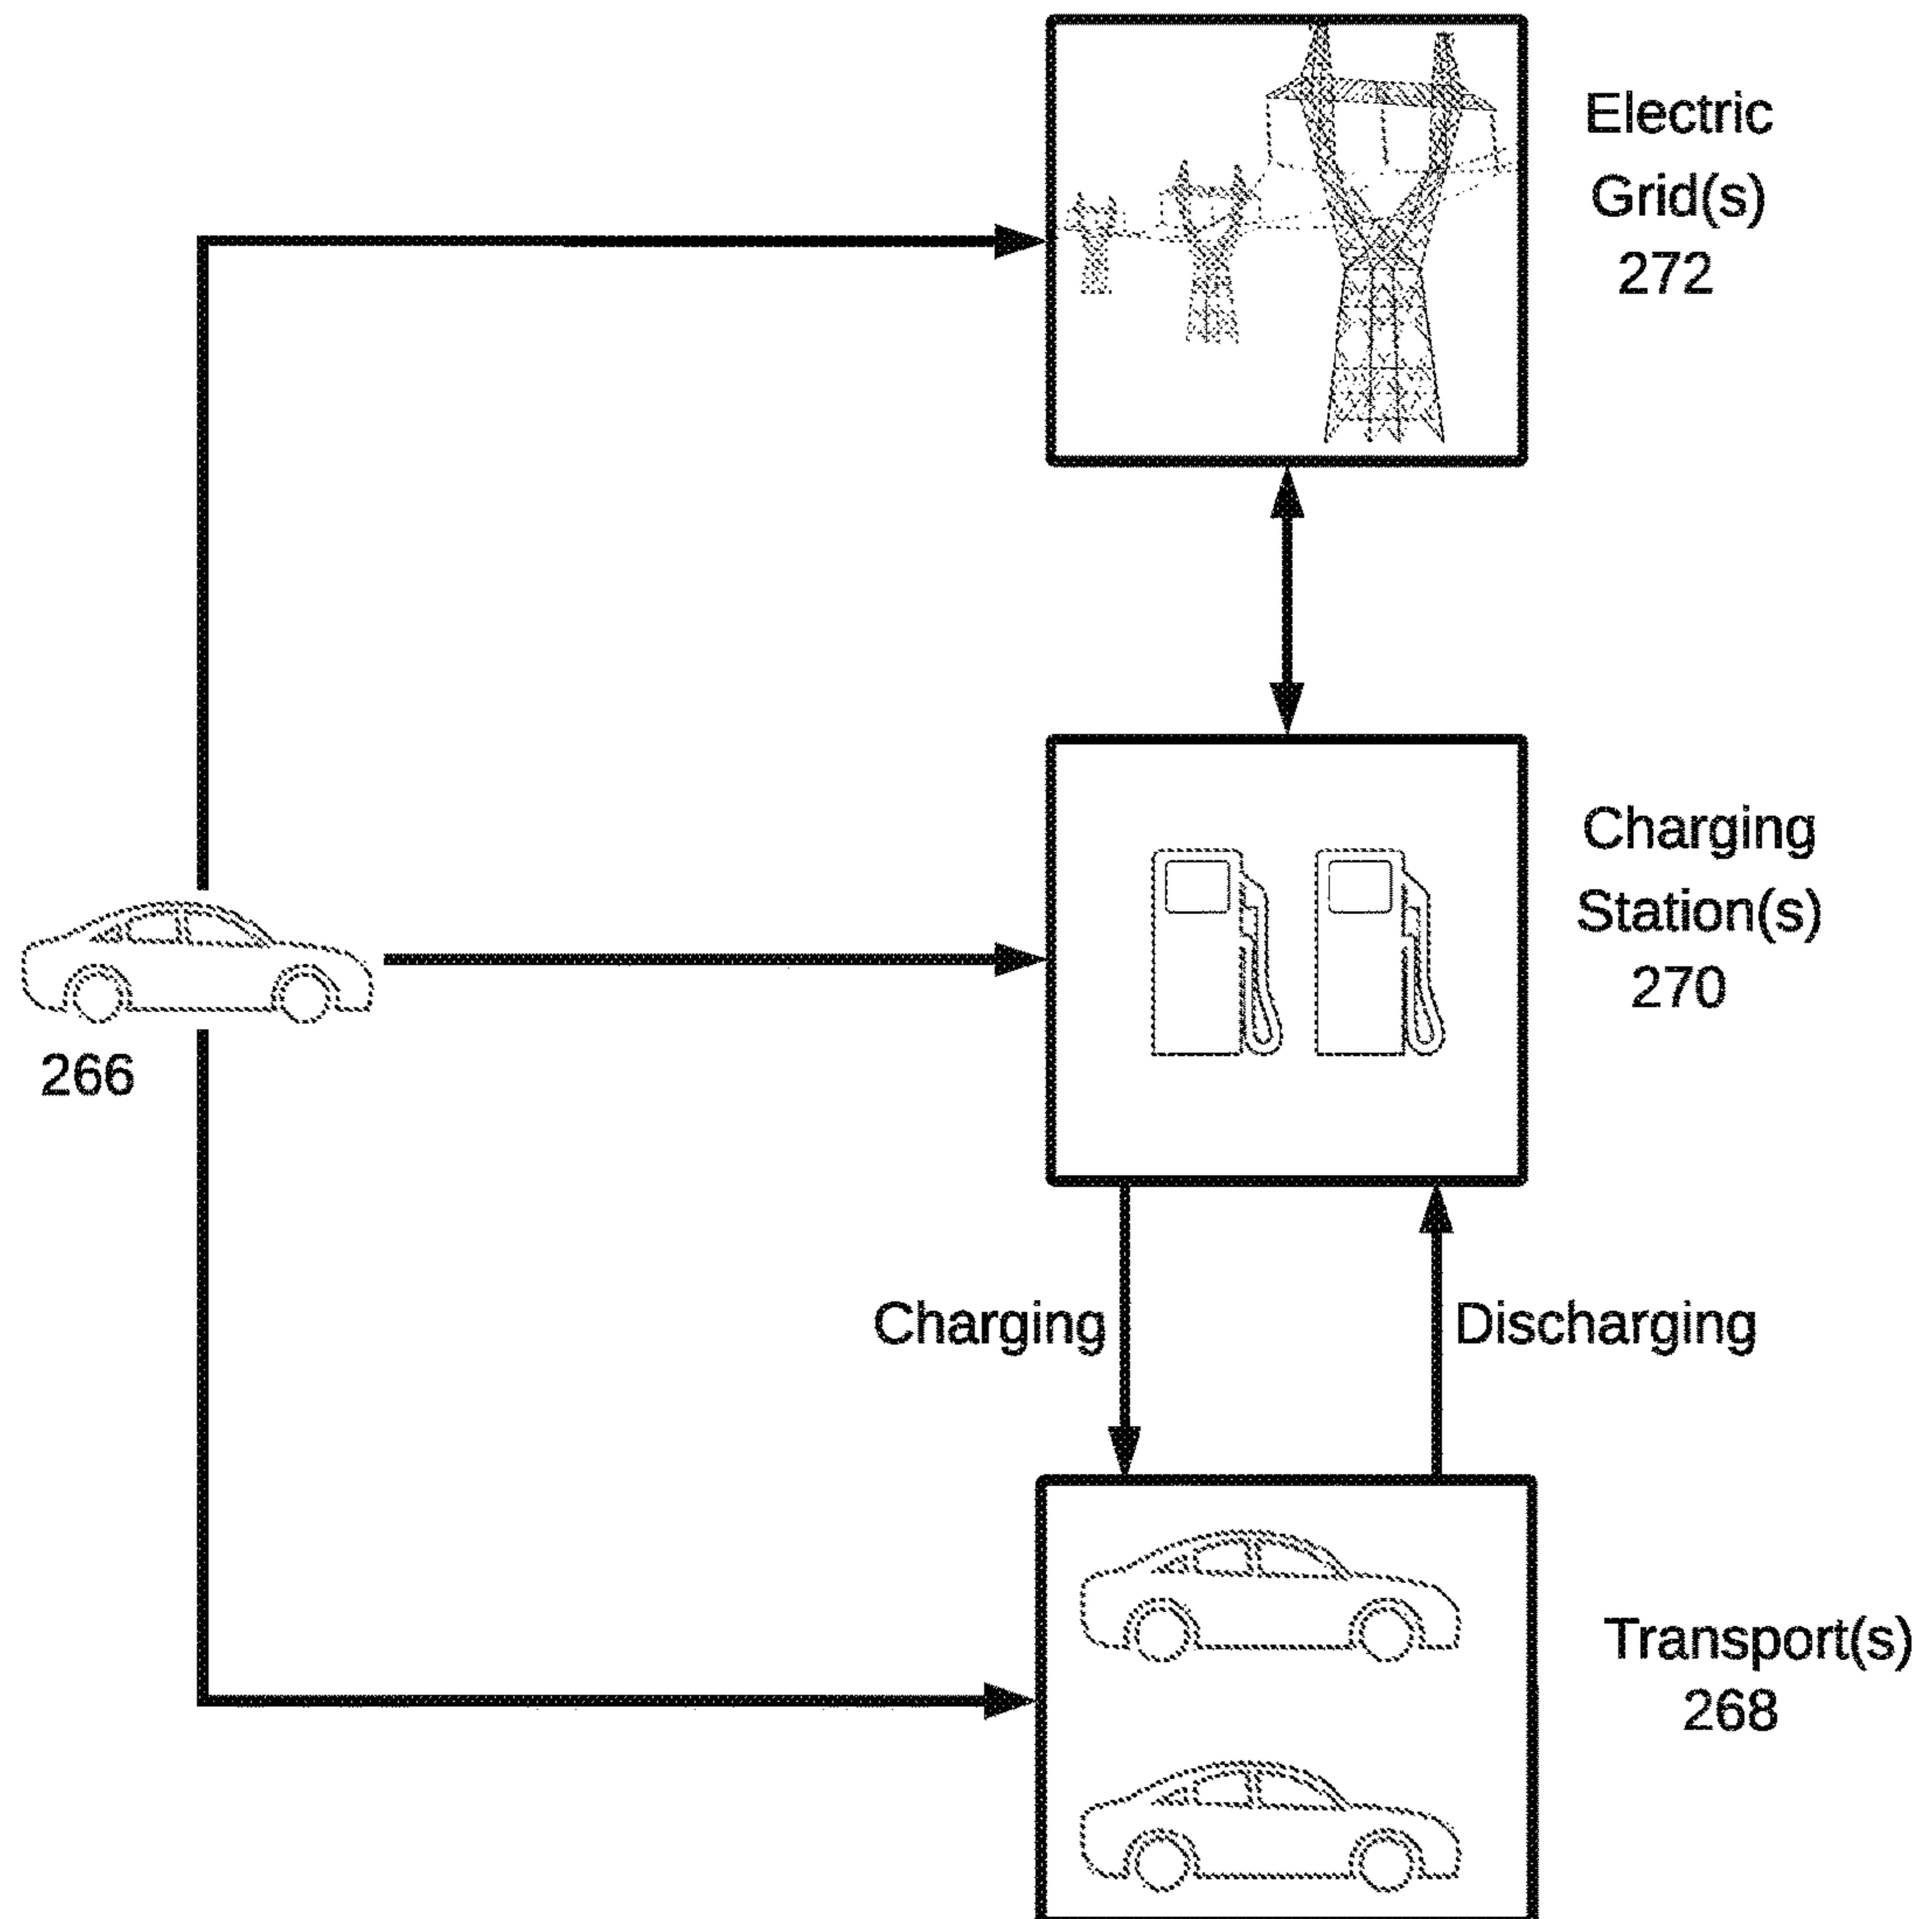 Electric
Grid(s)
272
Charging
Station(s)
270
266
Charging
Discharging
Transport(s)
268